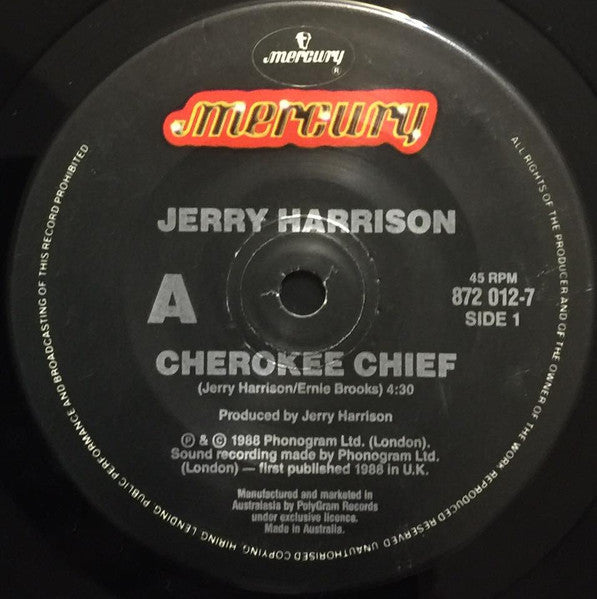 mercury ®
mercury
JERRY HARRISON
A
45 RPM
872 012-7
SIDE 1
CHEROKEE CHIEF
(Jerry Harrison/Ernie Brooks) 4:30
Produced by Jerry Harrison
Ⓟ & © 1988 Phonogram Ltd. (London).
Sound recording made by Phonogram Ltd.
(London) — first published 1988 in U.K.
Manufactured and marketed in
Australasia by PolyGram Records
under exclusive licence.
Made in Australia.
ALL RIGHTS OF THE PRODUCER AND OF THE OWNER OF THE WORK REPRODUCED RESERVED UNAUTHORISED COPYING, HIRING, LENDING, PUBLIC PERFORMANCE AND BROADCASTING OF THIS RECORD PROHIBITED